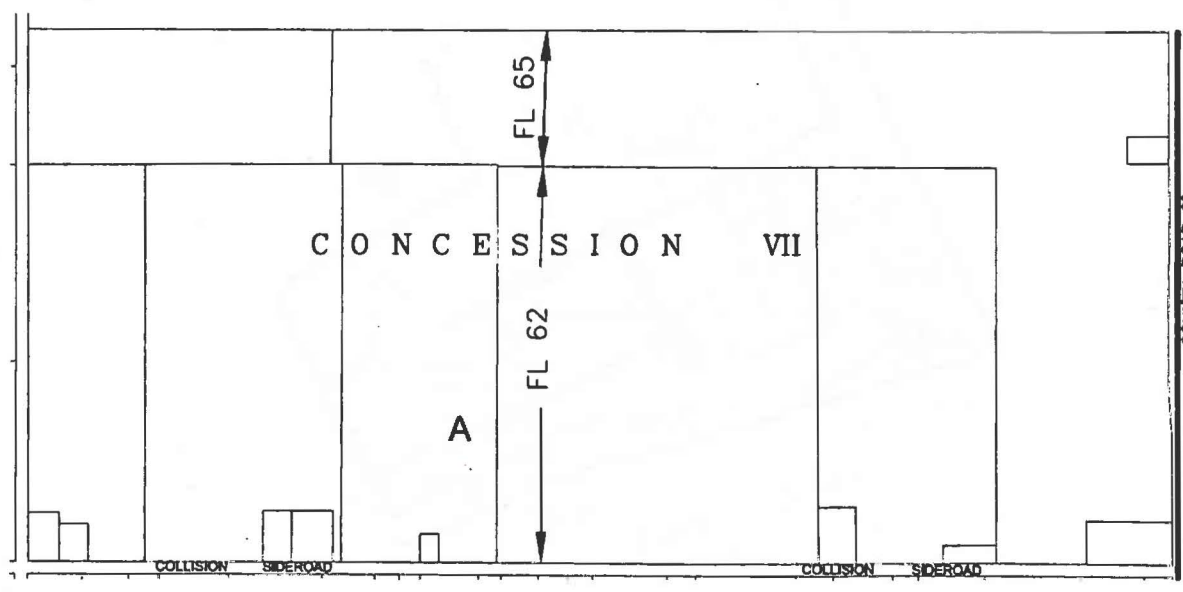 FL 65
CONCESSION VII
FL 62
A
COLLISION SIDEROAD
COLLISION SIDEROAD